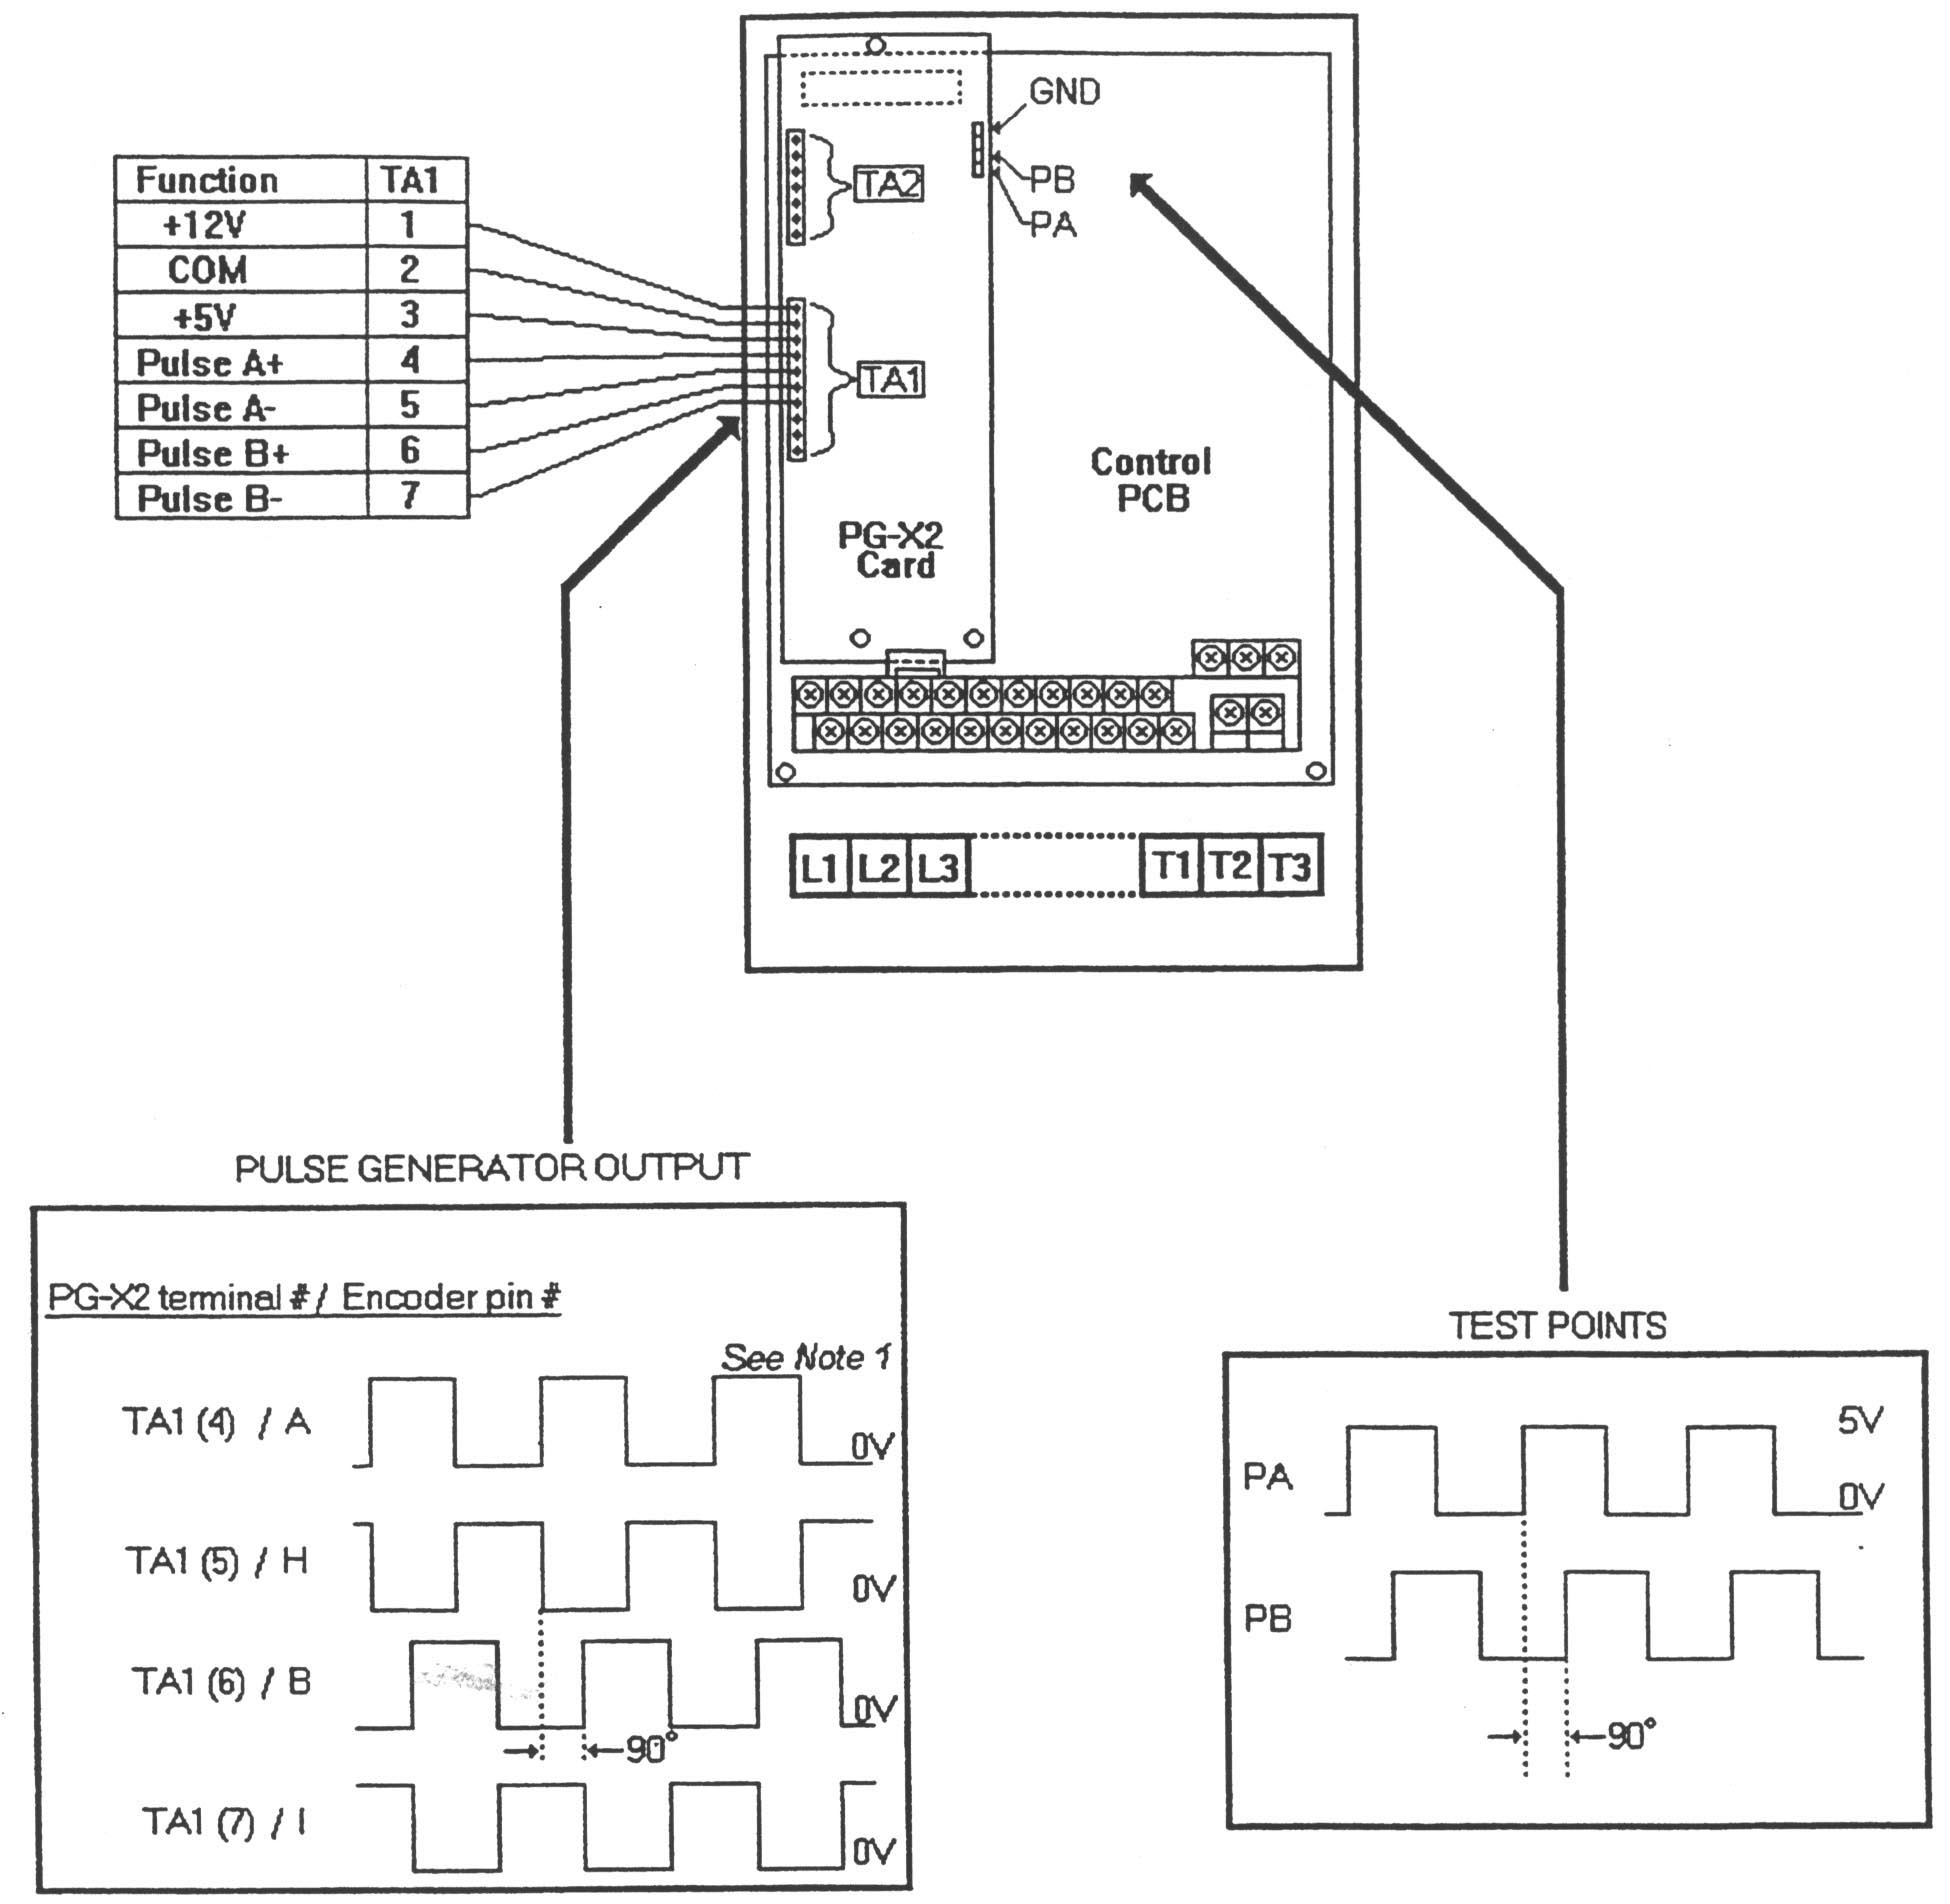 GND
PB
PA
Function TA1
+12V 1
COM 2
+5V 3
Pulse A+ 4
Pulse A- 5
Pulse B+ 6
Pulse B- 7
TA2
TA1
Control
PCB
PG-X2
Card
L1 L2 L3 T1 T2 T3
PULSE GENERATOR OUTPUT
PG-X2 terminal # / Encoder pin #
See Note 1
TA1 (4) / A
0V
TA1 (5) / H
0V
TA1 (6) / B
0V
90°
TA1 (7) / I
0V
TEST POINTS
5V
PA
0V
PB
90°